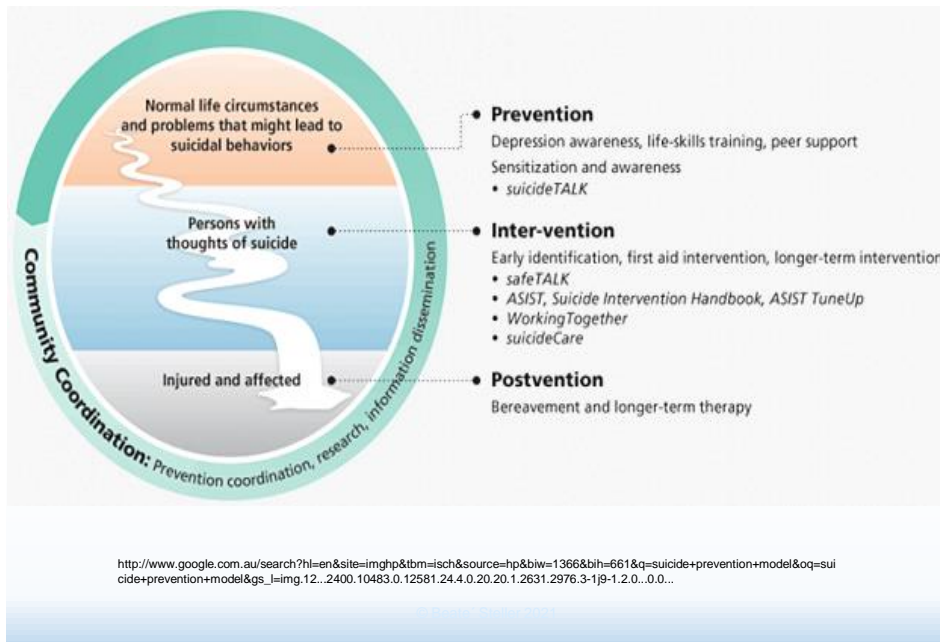 Normal life circumstances
and problems that might lead to
suicidal behaviors
Persons with
thoughts of suicide
Injured and affected
Community Coordination: Prevention coordination, research, information dissemination
Prevention
Depression awareness, life-skills training, peer support
Sensitization and awareness
• suicideTALK
Inter-vention
Early identification, first aid intervention, longer-term intervention
• safeTALK
• ASIST, Suicide Intervention Handbook, ASIST TuneUp
• WorkingTogether
• suicideCare
Postvention
Bereavement and longer-term therapy
http://www.google.com.au/search?hl=en&site=imghp&tbm=isch&source=hp&biw=1366&bih=661&q=suicide+prevention+model&oq=sui
cide+prevention+model&gs_l=img.12...2400.10483.0.12581.24.4.0.20.20.1.2631.2976.3-1j9-1.2.0...0.0...
© 2021